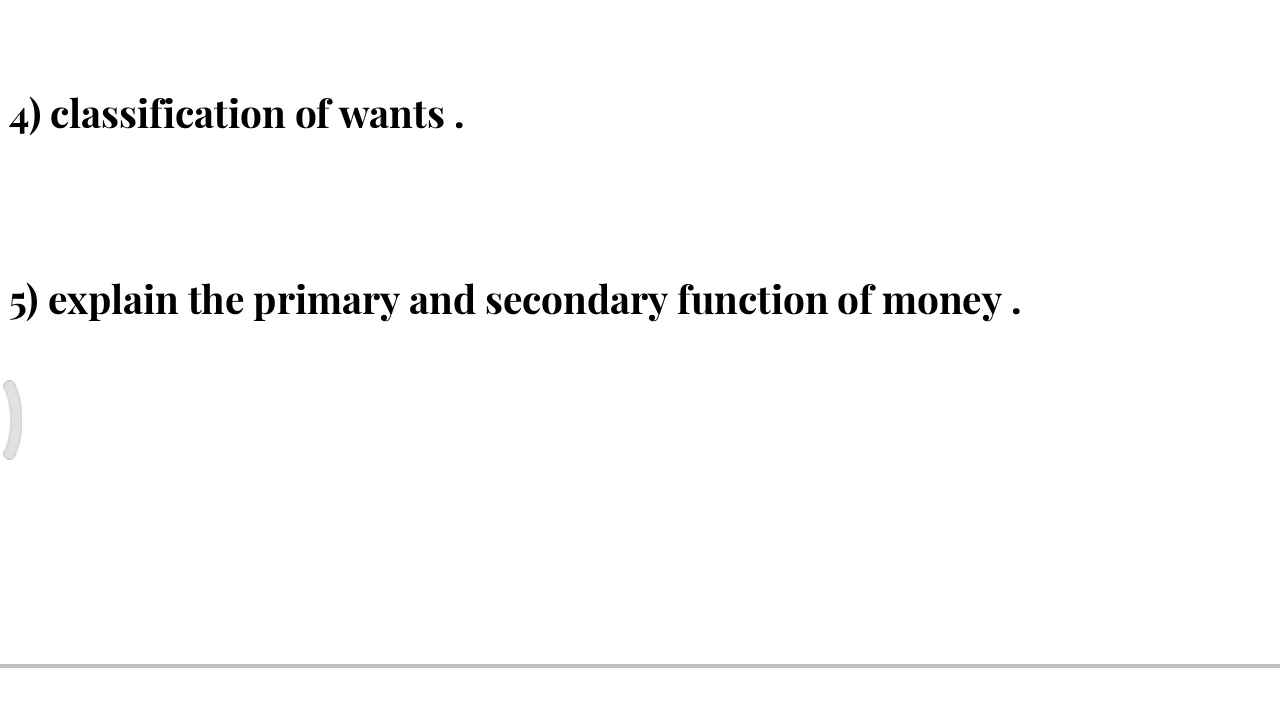 4) classification of wants .
5) explain the primary and secondary function of money .